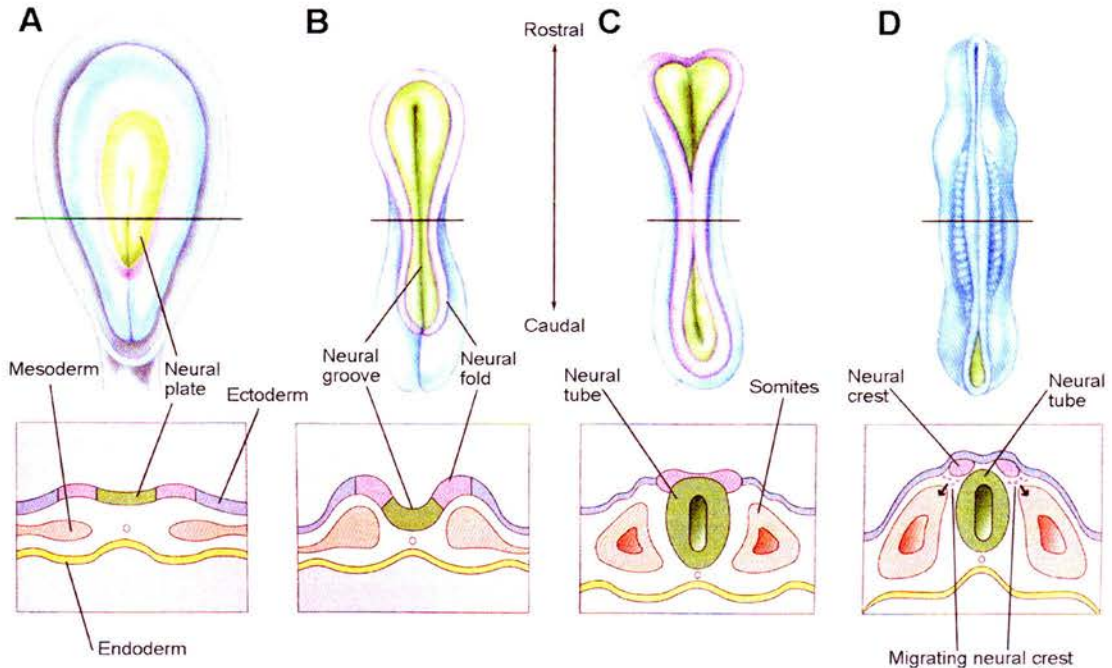 A
B
C
D
Rostral
Caudal
Mesoderm
Neural
plate
Ectoderm
Endoderm
Neural
groove
Neural
fold
Neural
tube
Somites
Neural
crest
Neural
tube
Migrating neural crest